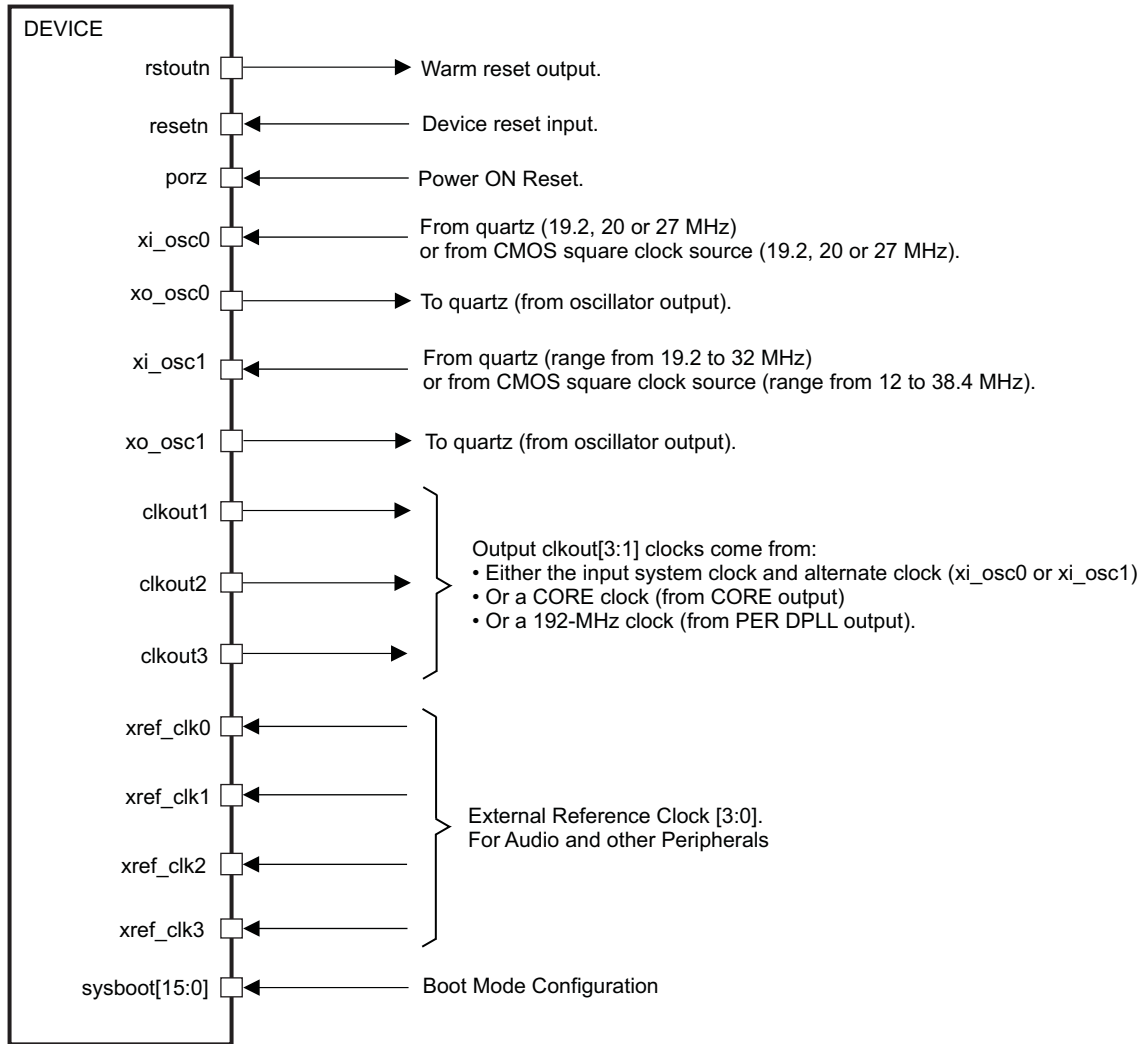 DEVICE
rstoutn Warm reset output.
resetn Device reset input.
porz Power ON Reset.
xi_osc0 From quartz (19.2, 20 or 27 MHz)
or from CMOS square clock source (19.2, 20 or 27 MHz).
xo_osc0 To quartz (from oscillator output).
xi_osc1 From quartz (range from 19.2 to 32 MHz)
or from CMOS square clock source (range from 12 to 38.4 MHz).
xo_osc1 To quartz (from oscillator output).
clkout1
clkout2
clkout3
Output clkout[3:1] clocks come from:
• Either the input system clock and alternate clock (xi_osc0 or xi_osc1)
• Or a CORE clock (from CORE output)
• Or a 192-MHz clock (from PER DPLL output).
xref_clk0
xref_clk1
xref_clk2
xref_clk3
External Reference Clock [3:0].
For Audio and other Peripherals
sysboot[15:0] Boot Mode Configuration